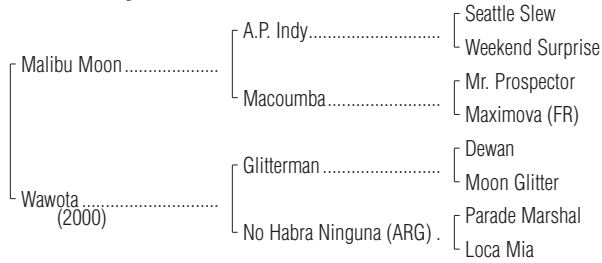 Seattle Slew
A.P. Indy..............................
Weekend Surprise
Malibu Moon ....................
Mr. Prospector
Macoumba..........................
Maximova (FR)
Dewan
Glitterman ...........................
Moon Glitter
Wawota.............................
(2000)
Parade Marshal
No Habra Ninguna (ARG) .
Loca Mia